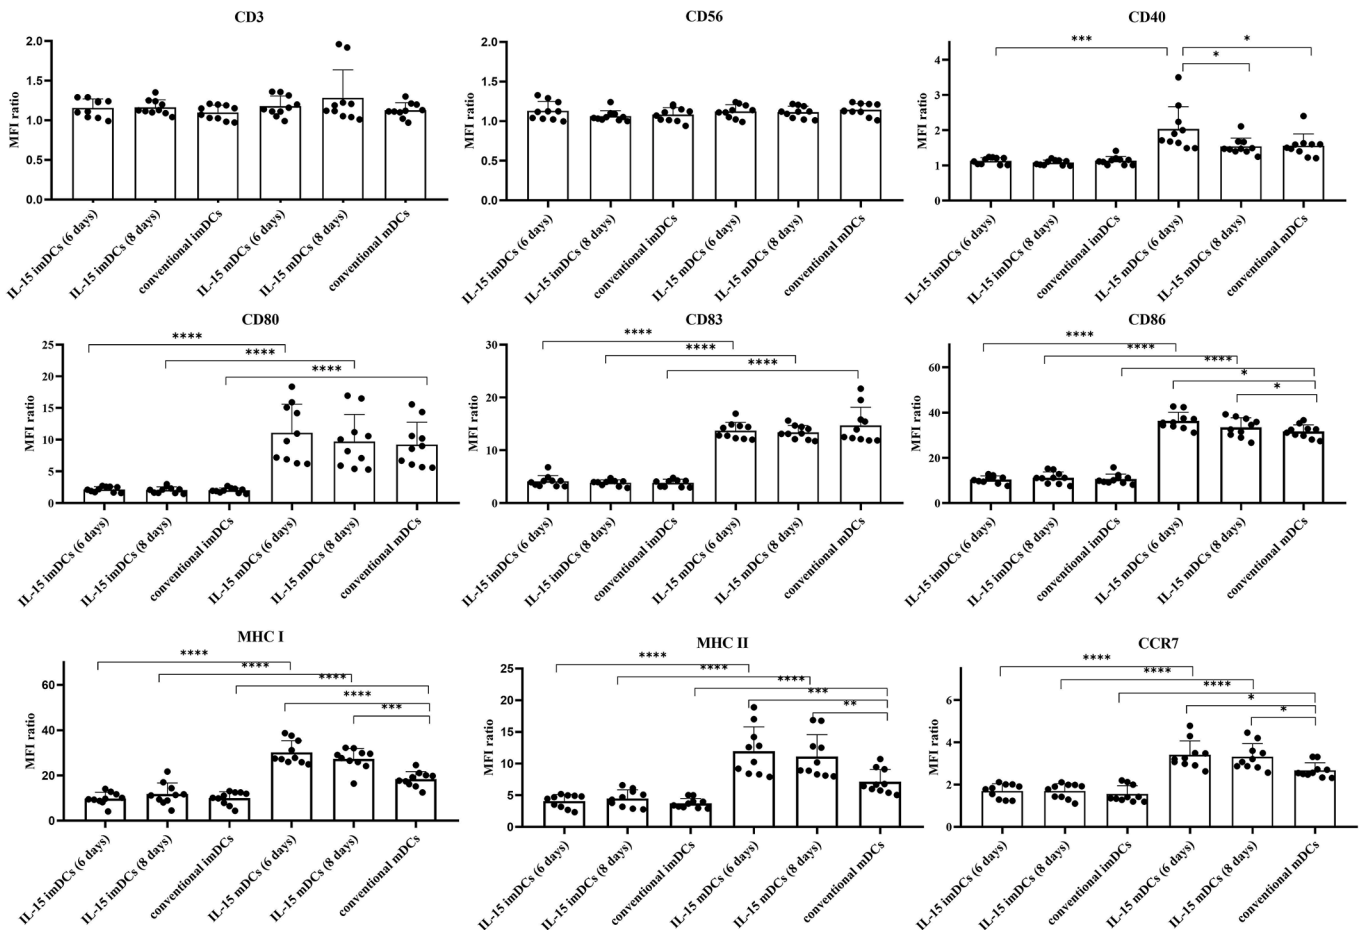 CD3
2.0
1.5
1.0
0.5
0.0
MFI ratio
IL-15 imDCs (6 days)
IL-15 imDCs (8 days)
conventional imDCs
IL-15 mDCs (6 days)
IL-15 mDCs (8 days)
conventional mDCs
CD56
2.0
1.5
1.0
0.5
0.0
MFI ratio
IL-15 imDCs (6 days)
IL-15 imDCs (8 days)
conventional imDCs
IL-15 mDCs (6 days)
IL-15 mDCs (8 days)
conventional mDCs
CD40
***
*
*
4
3
2
1
0
MFI ratio
IL-15 imDCs (6 days)
IL-15 imDCs (8 days)
conventional imDCs
IL-15 mDCs (6 days)
IL-15 mDCs (8 days)
conventional mDCs
CD80
****
****
****
25
20
15
10
5
0
MFI ratio
IL-15 imDCs (6 days)
IL-15 imDCs (8 days)
conventional imDCs
IL-15 mDCs (6 days)
IL-15 mDCs (8 days)
conventional mDCs
CD83
****
****
****
30
20
10
0
MFI ratio
IL-15 imDCs (6 days)
IL-15 imDCs (8 days)
conventional imDCs
IL-15 mDCs (6 days)
IL-15 mDCs (8 days)
conventional mDCs
CD86
****
****
****
*
*
60
40
20
0
MFI ratio
IL-15 imDCs (6 days)
IL-15 imDCs (8 days)
conventional imDCs
IL-15 mDCs (6 days)
IL-15 mDCs (8 days)
conventional mDCs
MHC I
****
****
****
****
***
60
40
20
0
MFI ratio
IL-15 imDCs (6 days)
IL-15 imDCs (8 days)
conventional imDCs
IL-15 mDCs (6 days)
IL-15 mDCs (8 days)
conventional mDCs
MHC II
****
****
****
***
**
25
20
15
10
5
0
MFI ratio
IL-15 imDCs (6 days)
IL-15 imDCs (8 days)
conventional imDCs
IL-15 mDCs (6 days)
IL-15 mDCs (8 days)
conventional mDCs
CCR7
****
****
****
*
*
6
4
2
0
MFI ratio
IL-15 imDCs (6 days)
IL-15 imDCs (8 days)
conventional imDCs
IL-15 mDCs (6 days)
IL-15 mDCs (8 days)
conventional mDCs